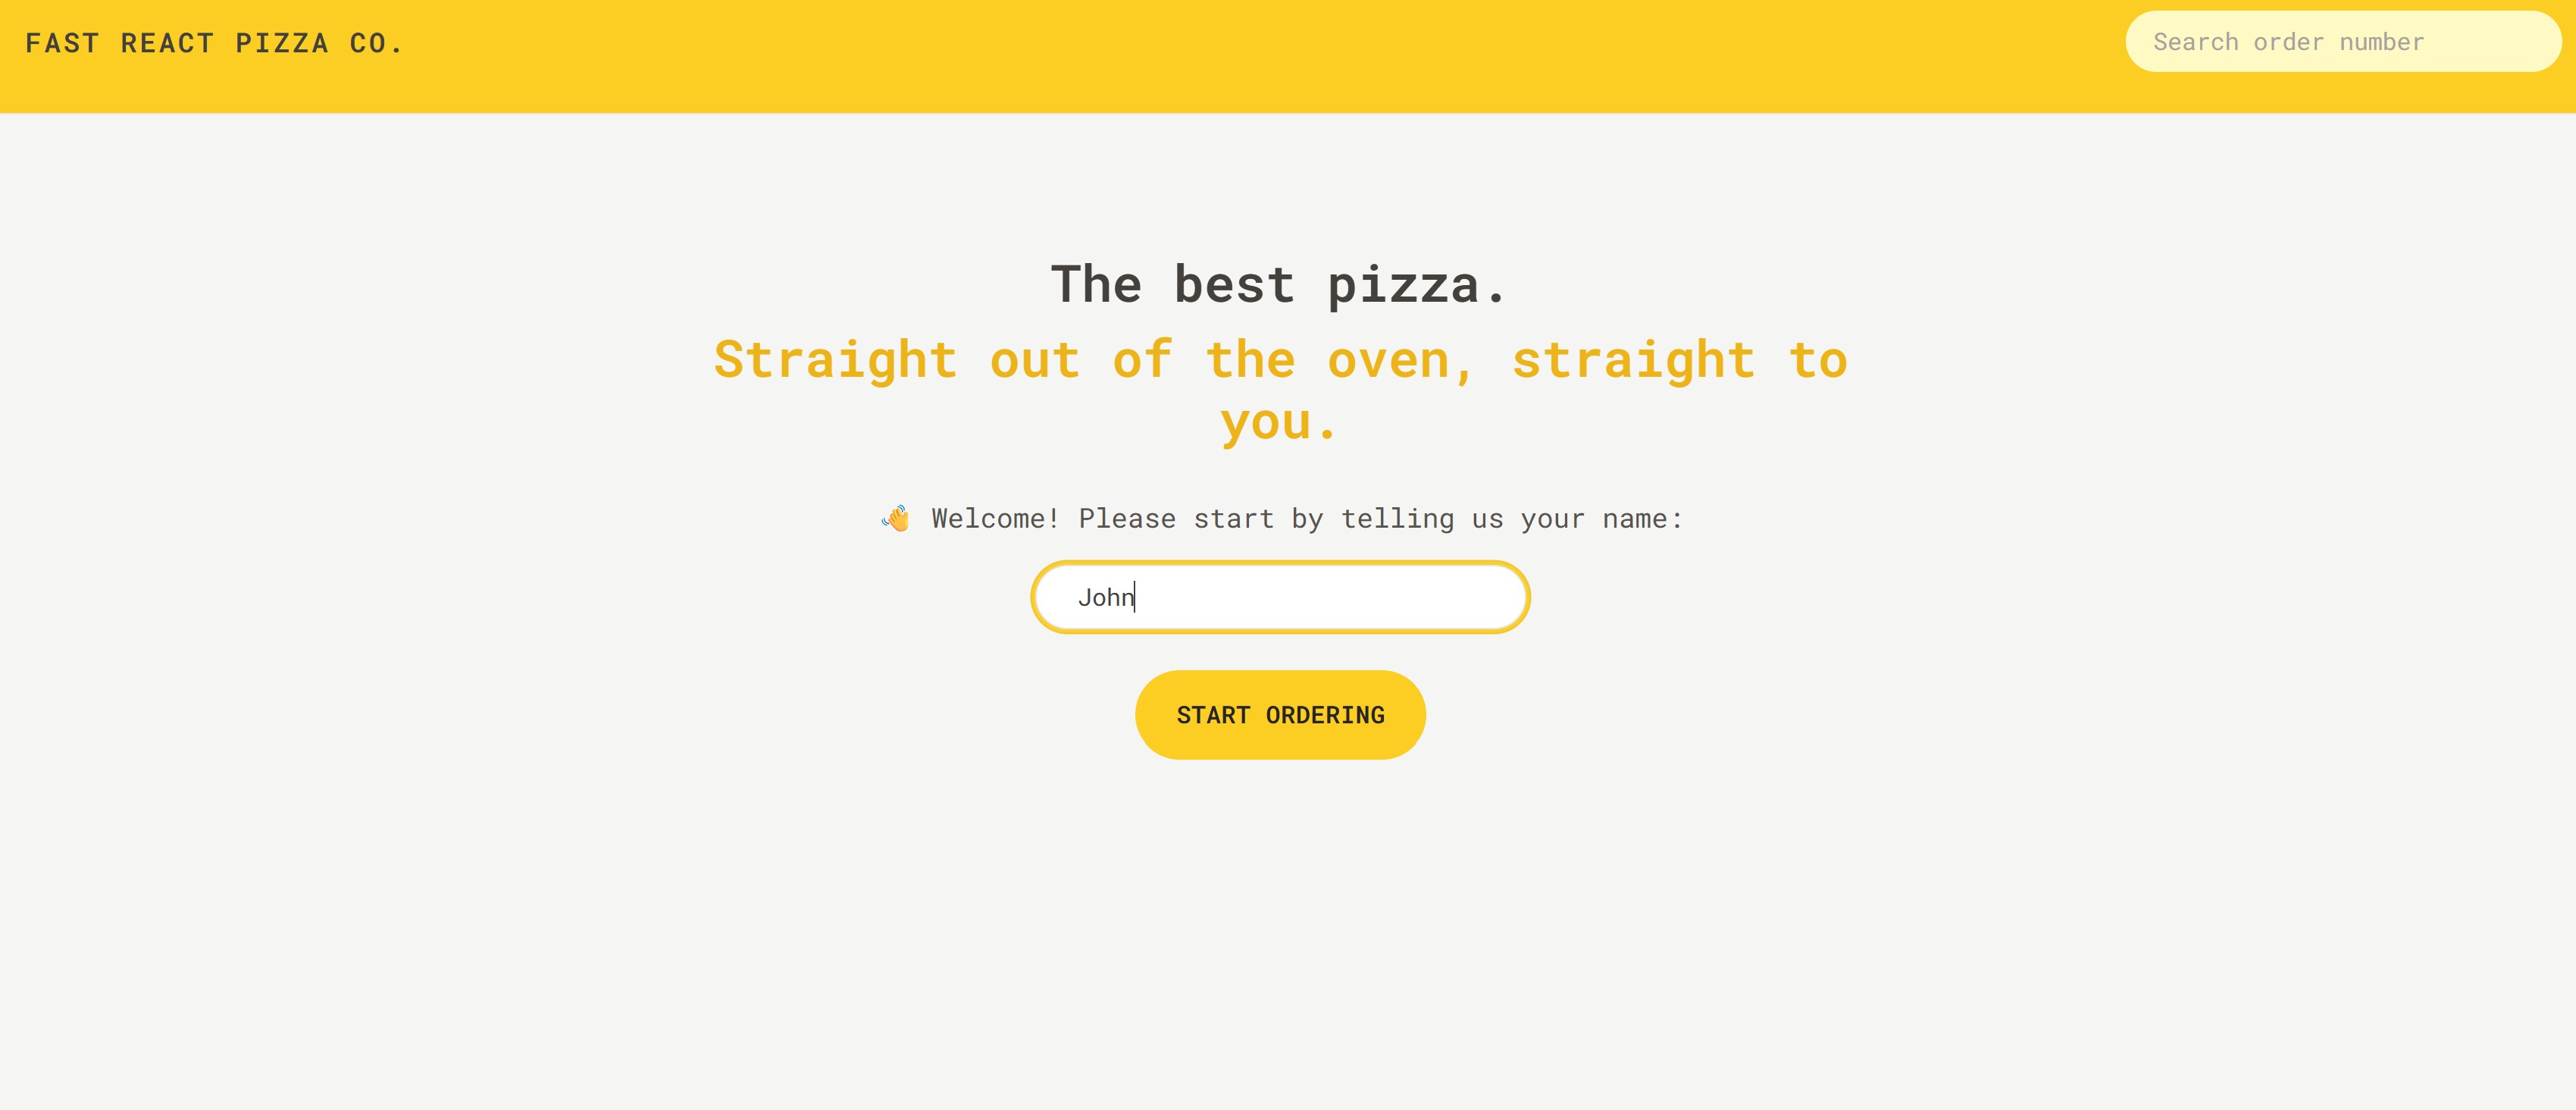 FAST REACT PIZZA CO.
Search order number
The best pizza.
Straight out of the oven, straight to
you.
👋 Welcome! Please start by telling us your name:
John
START ORDERING